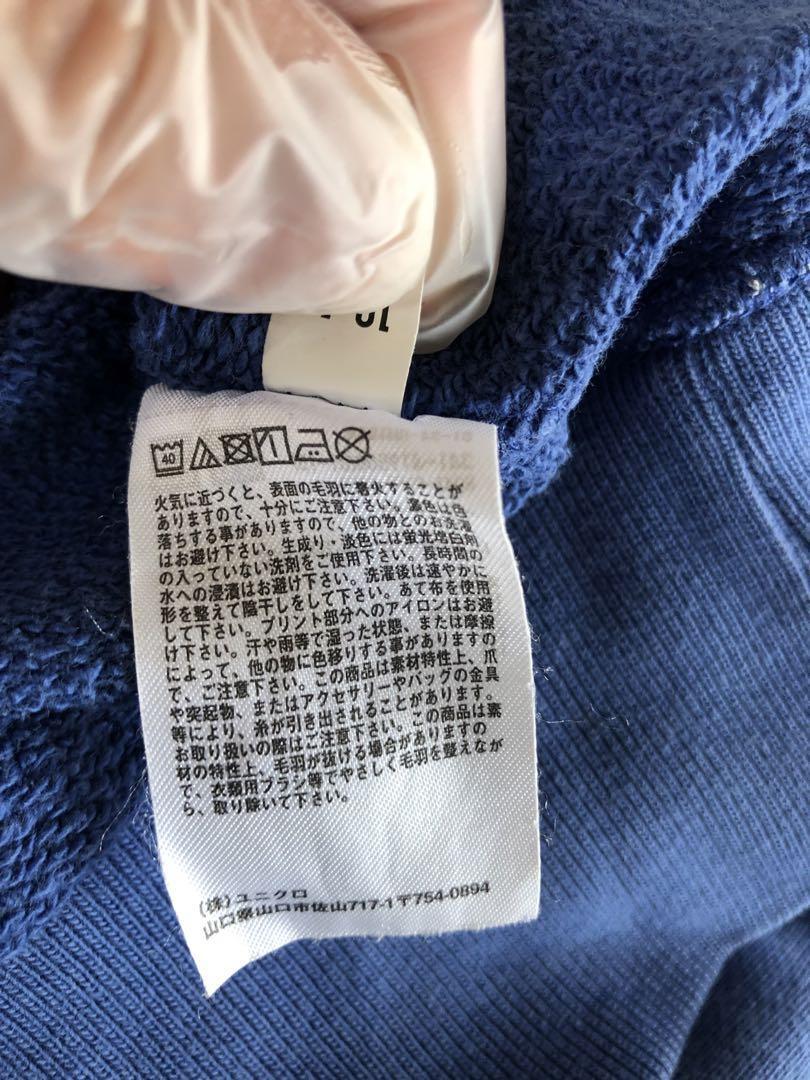 40
火気に近づくと、表面の毛羽に着火することが
ありますので、十分にご注意下さい。濃色は色
落ちする事がありますので、他の物とのお洗濯
はお避け下さい。生成り・淡色には蛍光増白剤
の入っていない洗剤をご使用下さい。長時間の
水への浸漬はお避け下さい。洗濯後は速やかに
形を整えて陰干しをして下さい。あて布を使用
して下さい。プリント部分へのアイロンはお避
け下さい。汗や雨等で湿った状態、または摩擦
によって、他の物に色移りする事がありますの
で、ご注意下さい。この商品は素材特性上、爪
や突起物、またはアクセサリーやバッグの金具
等により、糸が引き出されることがあります。
お取り扱いの際はご注意下さい。この商品は素
材の特性上、毛羽が抜ける場合がありますの
で、衣類用ブラシ等でやさしく毛羽を整えなが
ら、取り除いて下さい。
(株)ユニクロ
山口県山口市佐山717-1〒754-0894